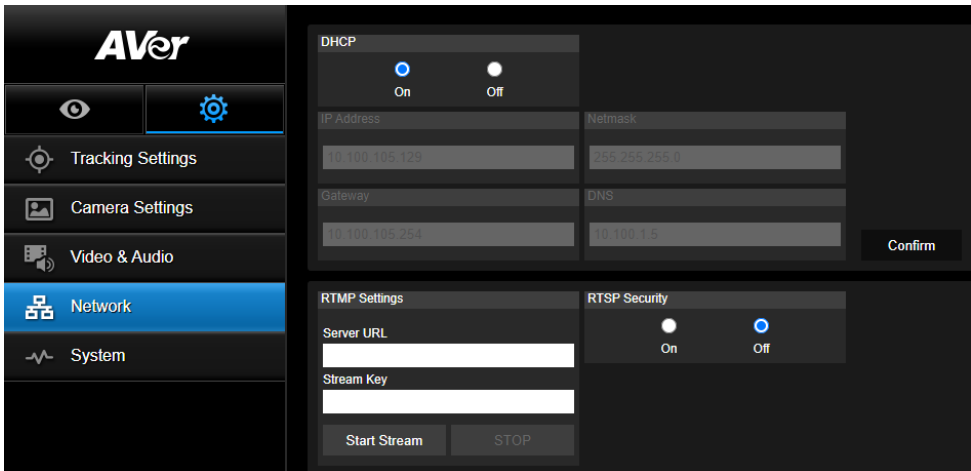 AVer
Tracking Settings
Camera Settings
Video & Audio
Network
System
DHCP
On
Off
IP Address
Netmask
10.100.105.129
255.255.255.0
Gateway
DNS
10.100.105.254
10.100.1.5
Confirm
RTMP Settings
RTSP Security
Server URL
On
Off
Stream Key
Start Stream
STOP